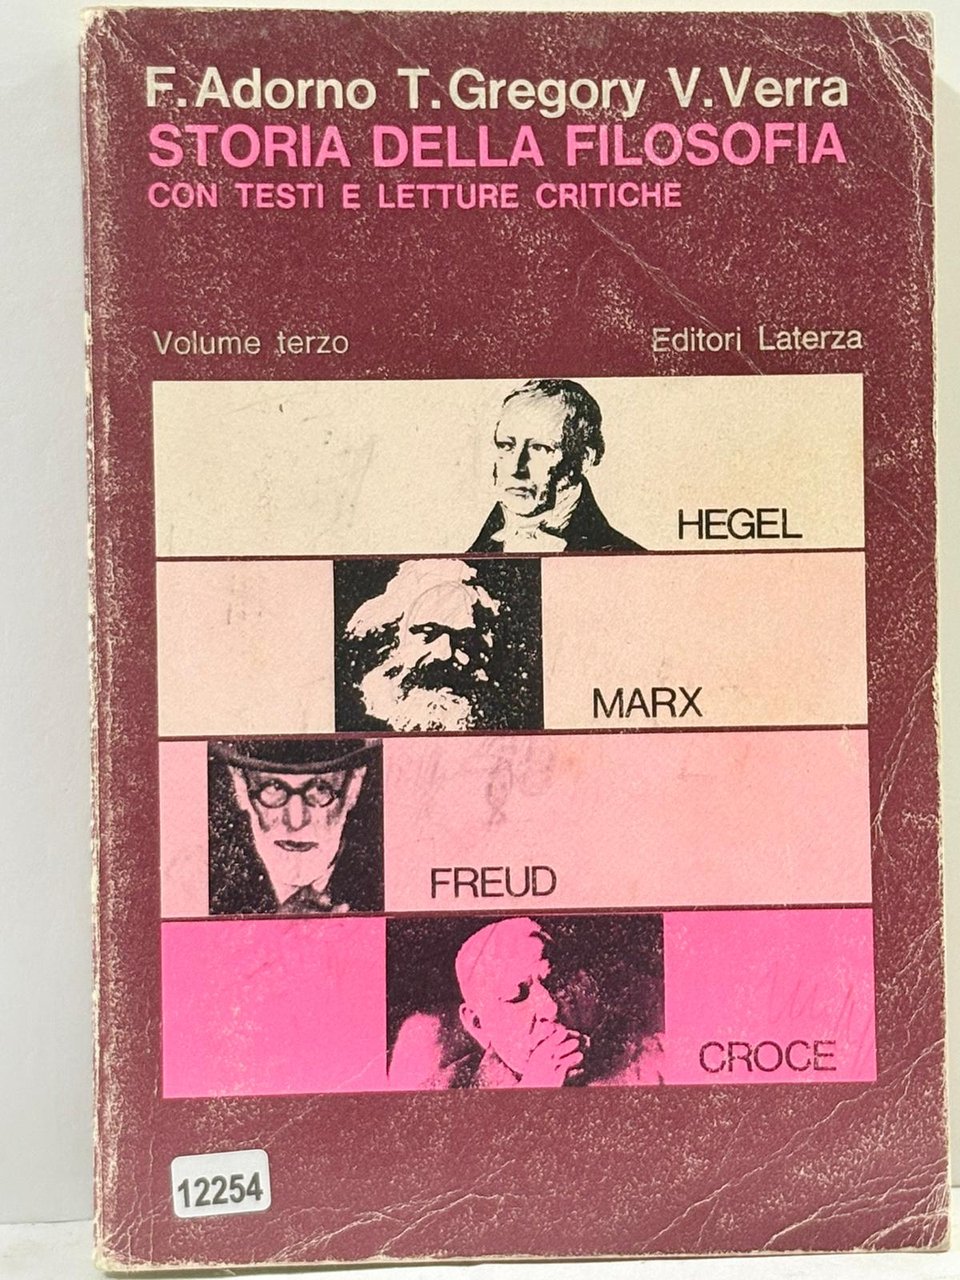 F. Adorno T. Gregory V. Verra
STORIA DELLA FILOSOFIA
CON TESTI E LETTURE CRITICHE
Volume terzo Editori Laterza
HEGEL
MARX
FREUD
CROCE
12254